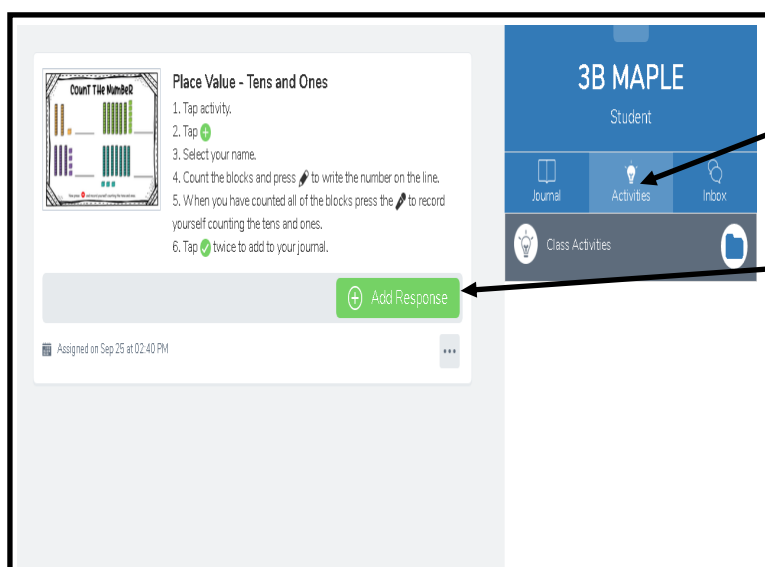 COUNT THE NUMBER
Place Value - Tens and Ones
1. Tap activity.
2. Tap
3. Select your name.
4. Count the blocks and press to write the number on the line.
5. When you have counted all of the blocks press the to record
yourself counting the tens and ones.
6. Tap twice to add to your journal.
Add Response
Assigned on Sep 25 at 02:40 PM
3B MAPLE
Student
Journal
Activities
Inbox
Class Activities